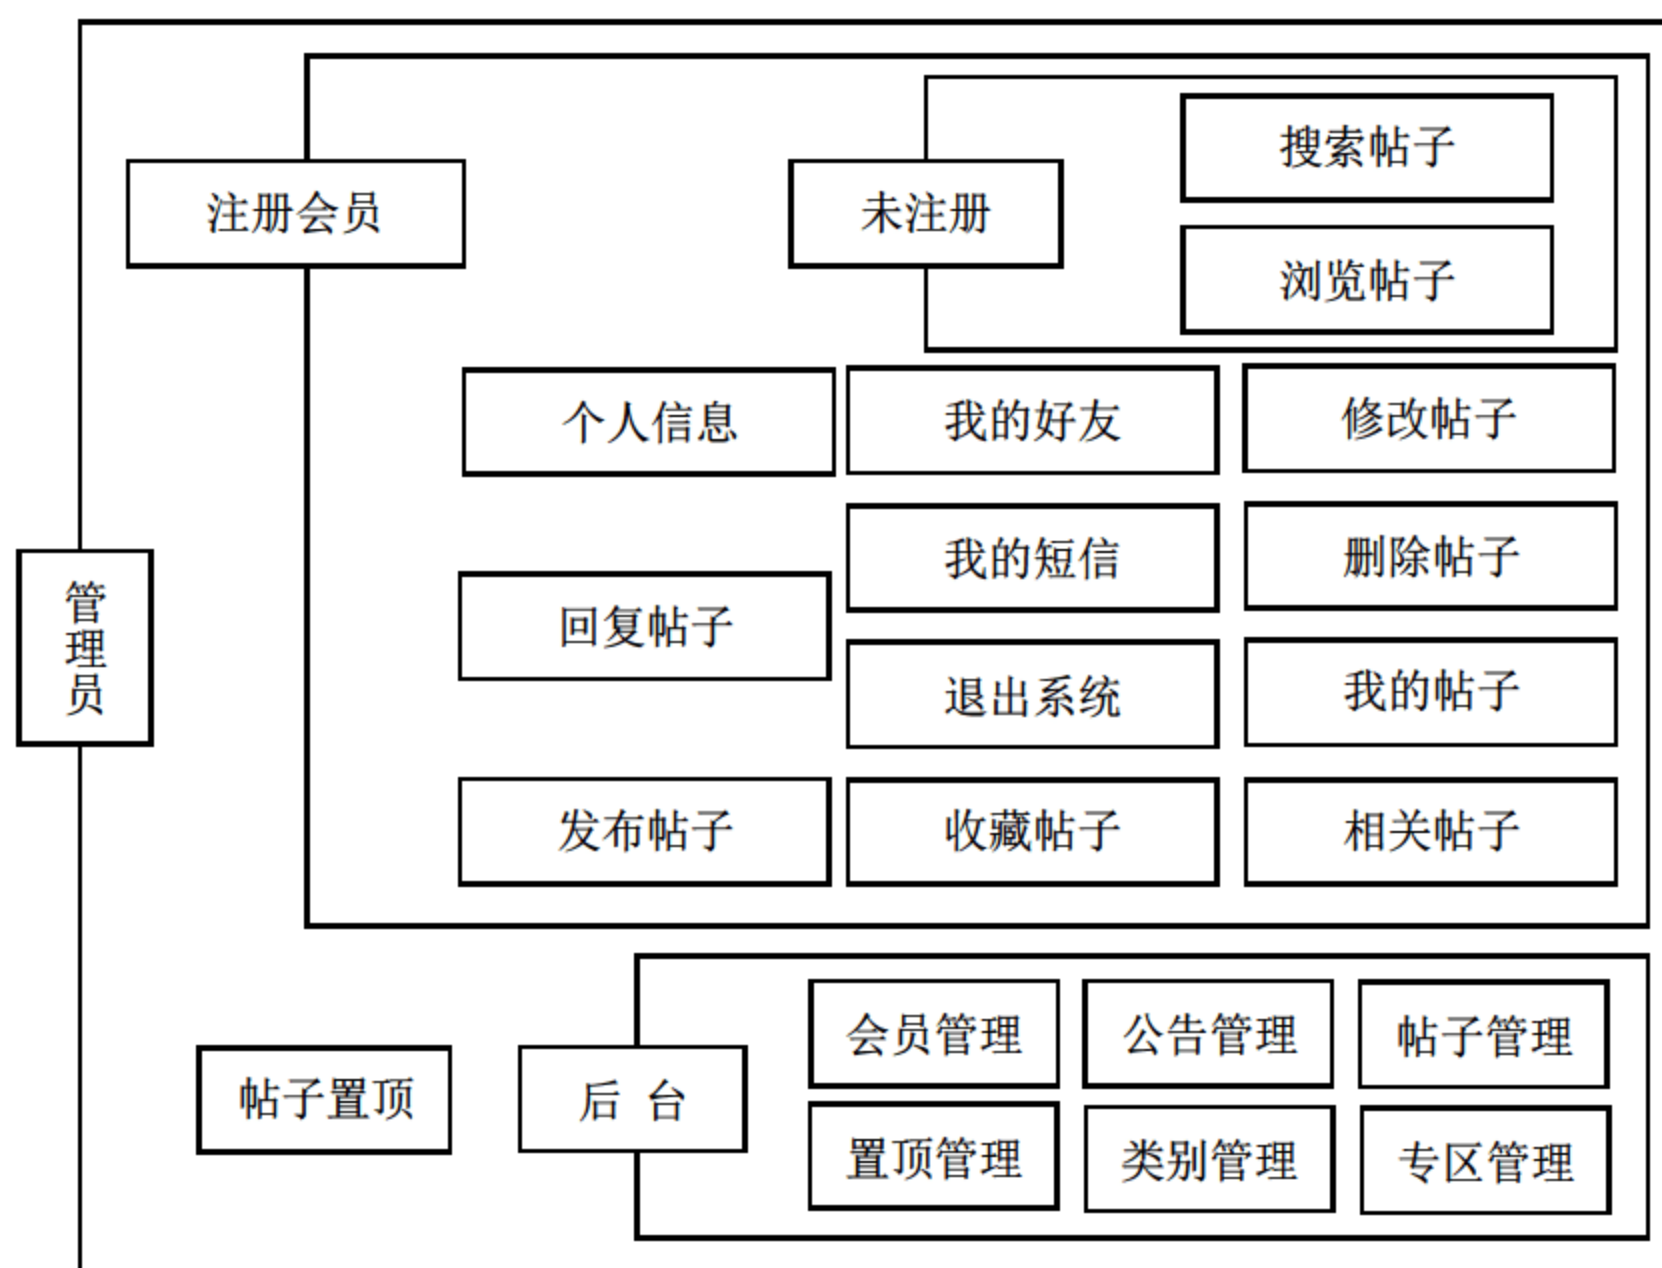 搜索帖子
注册会员
未注册
浏览帖子
个人信息
我的好友
修改帖子
我的短信
删除帖子
管理员
回复帖子
退出系统
我的帖子
发布帖子
收藏帖子
相关帖子
会员管理
公告管理
帖子管理
帖子置顶
后 台
置顶管理
类别管理
专区管理